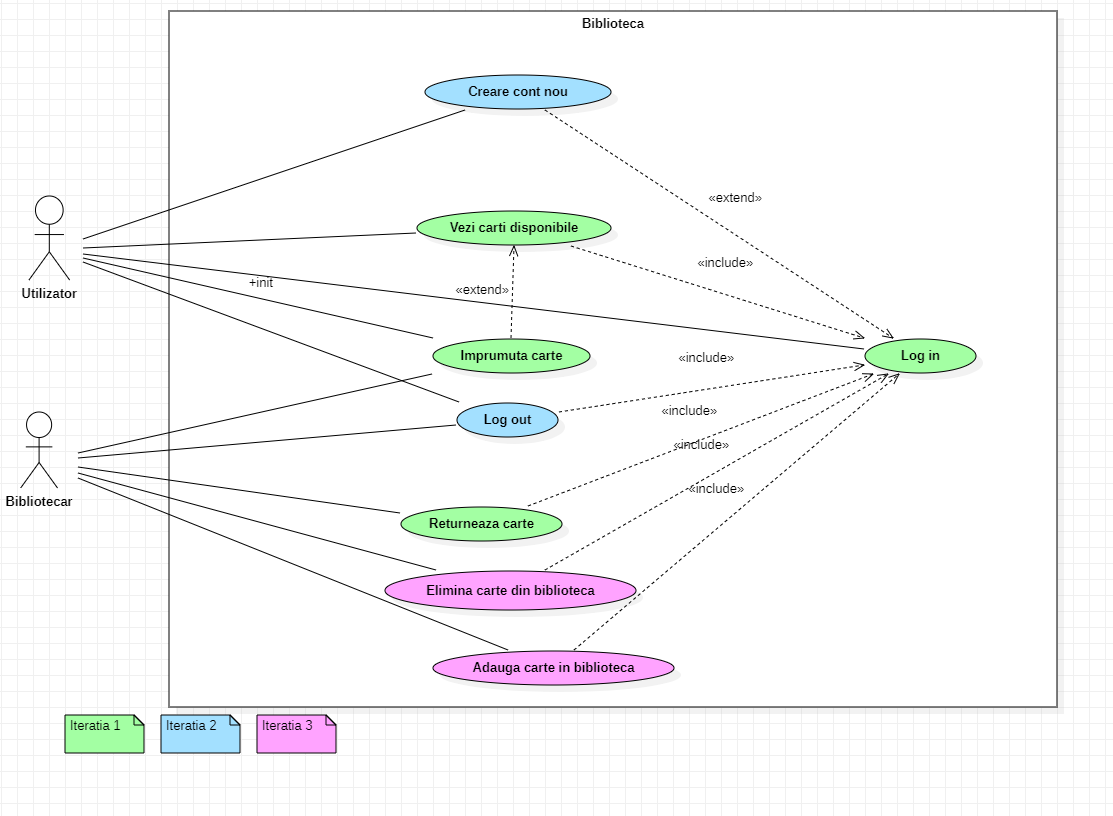 Biblioteca
Creare cont nou
«extend»
Vezi carti disponibile
«include»
+init
«extend»
Utilizator
Imprumuta carte
«include»
Log in
«include»
Log out
«include»
«include»
Bibliotecar
Returneaza carte
Elimina carte din biblioteca
Adauga carte in biblioteca
Iteratia 1
Iteratia 2
Iteratia 3